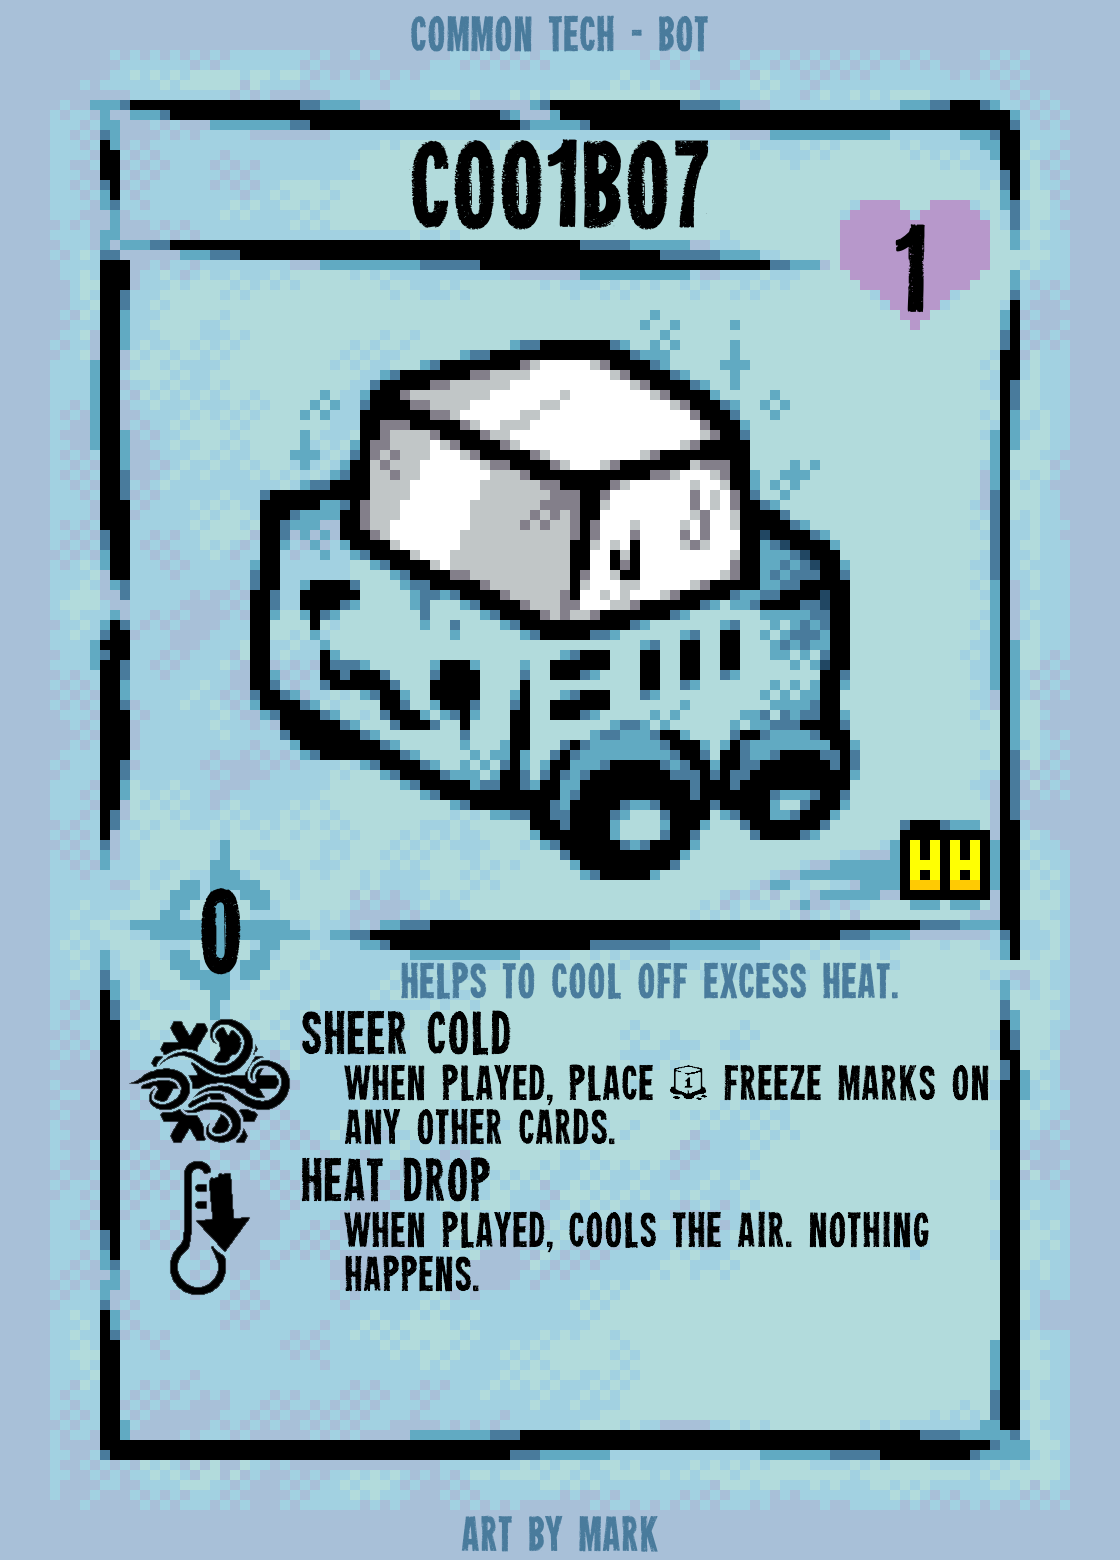 COMMON TECH - BOT
C001B07
1
0
HELPS TO COOL OFF EXCESS HEAT.
SHEER COLD
WHEN PLAYED, PLACE 1 FREEZE MARKS ON
ANY OTHER CARDS.
HEAT DROP
WHEN PLAYED, COOLS THE AIR. NOTHING
HAPPENS.
ART BY MARK